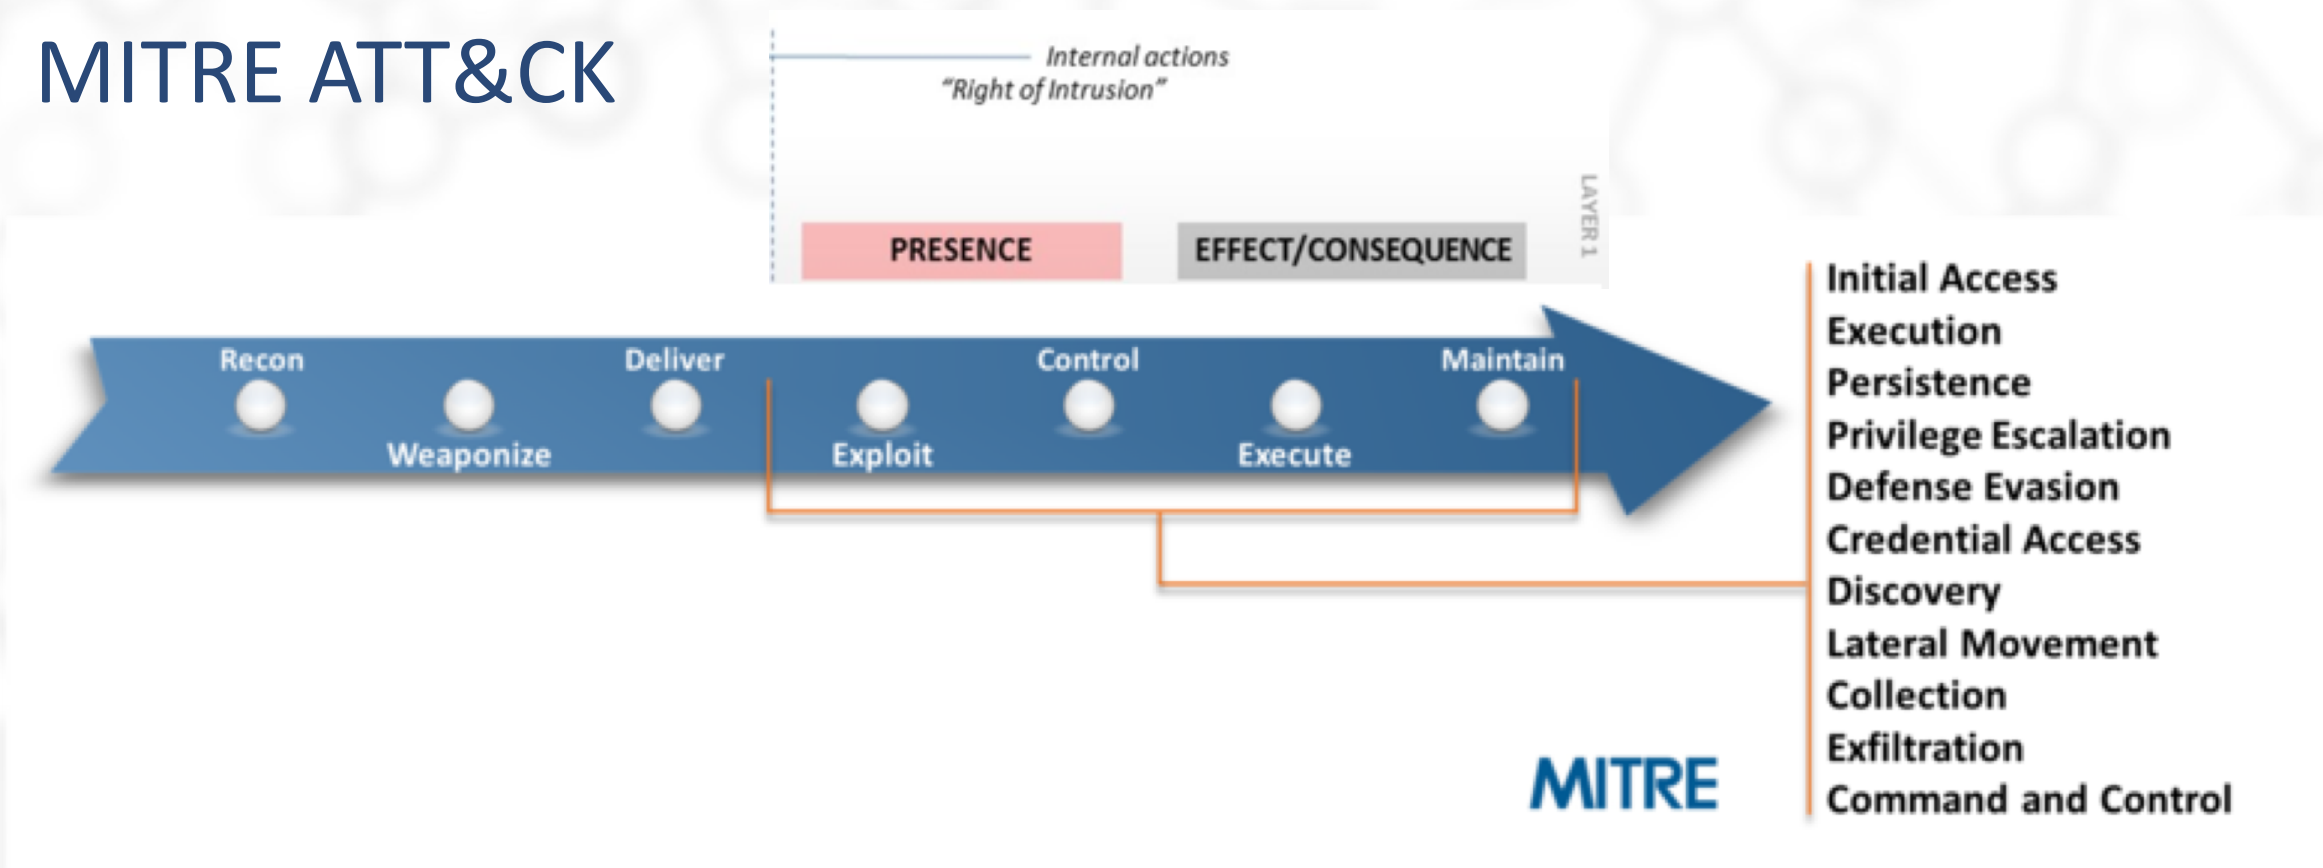 MITRE ATT&CK
Internal actions
“Right of Intrusion”
LAYER 1
PRESENCE
EFFECT/CONSEQUENCE
Recon
Weaponize
Deliver
Exploit
Control
Execute
Maintain
Initial Access
Execution
Persistence
Privilege Escalation
Defense Evasion
Credential Access
Discovery
Lateral Movement
Collection
Exfiltration
Command and Control
MITRE